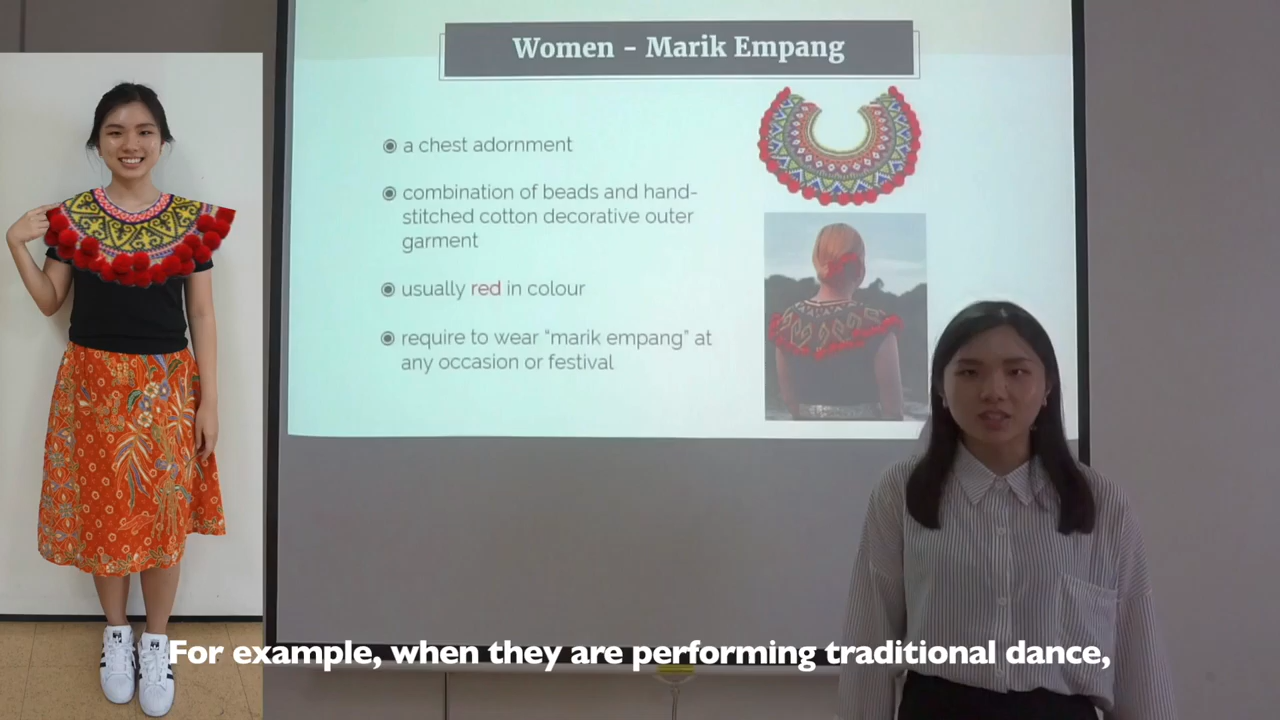 Women - Marik Empang
a chest adornment
combination of beads and hand-
stitched cotton decorative outer
garment
usually red in colour
require to wear “marik empang” at
any occasion or festival
For example, when they are performing traditional dance,